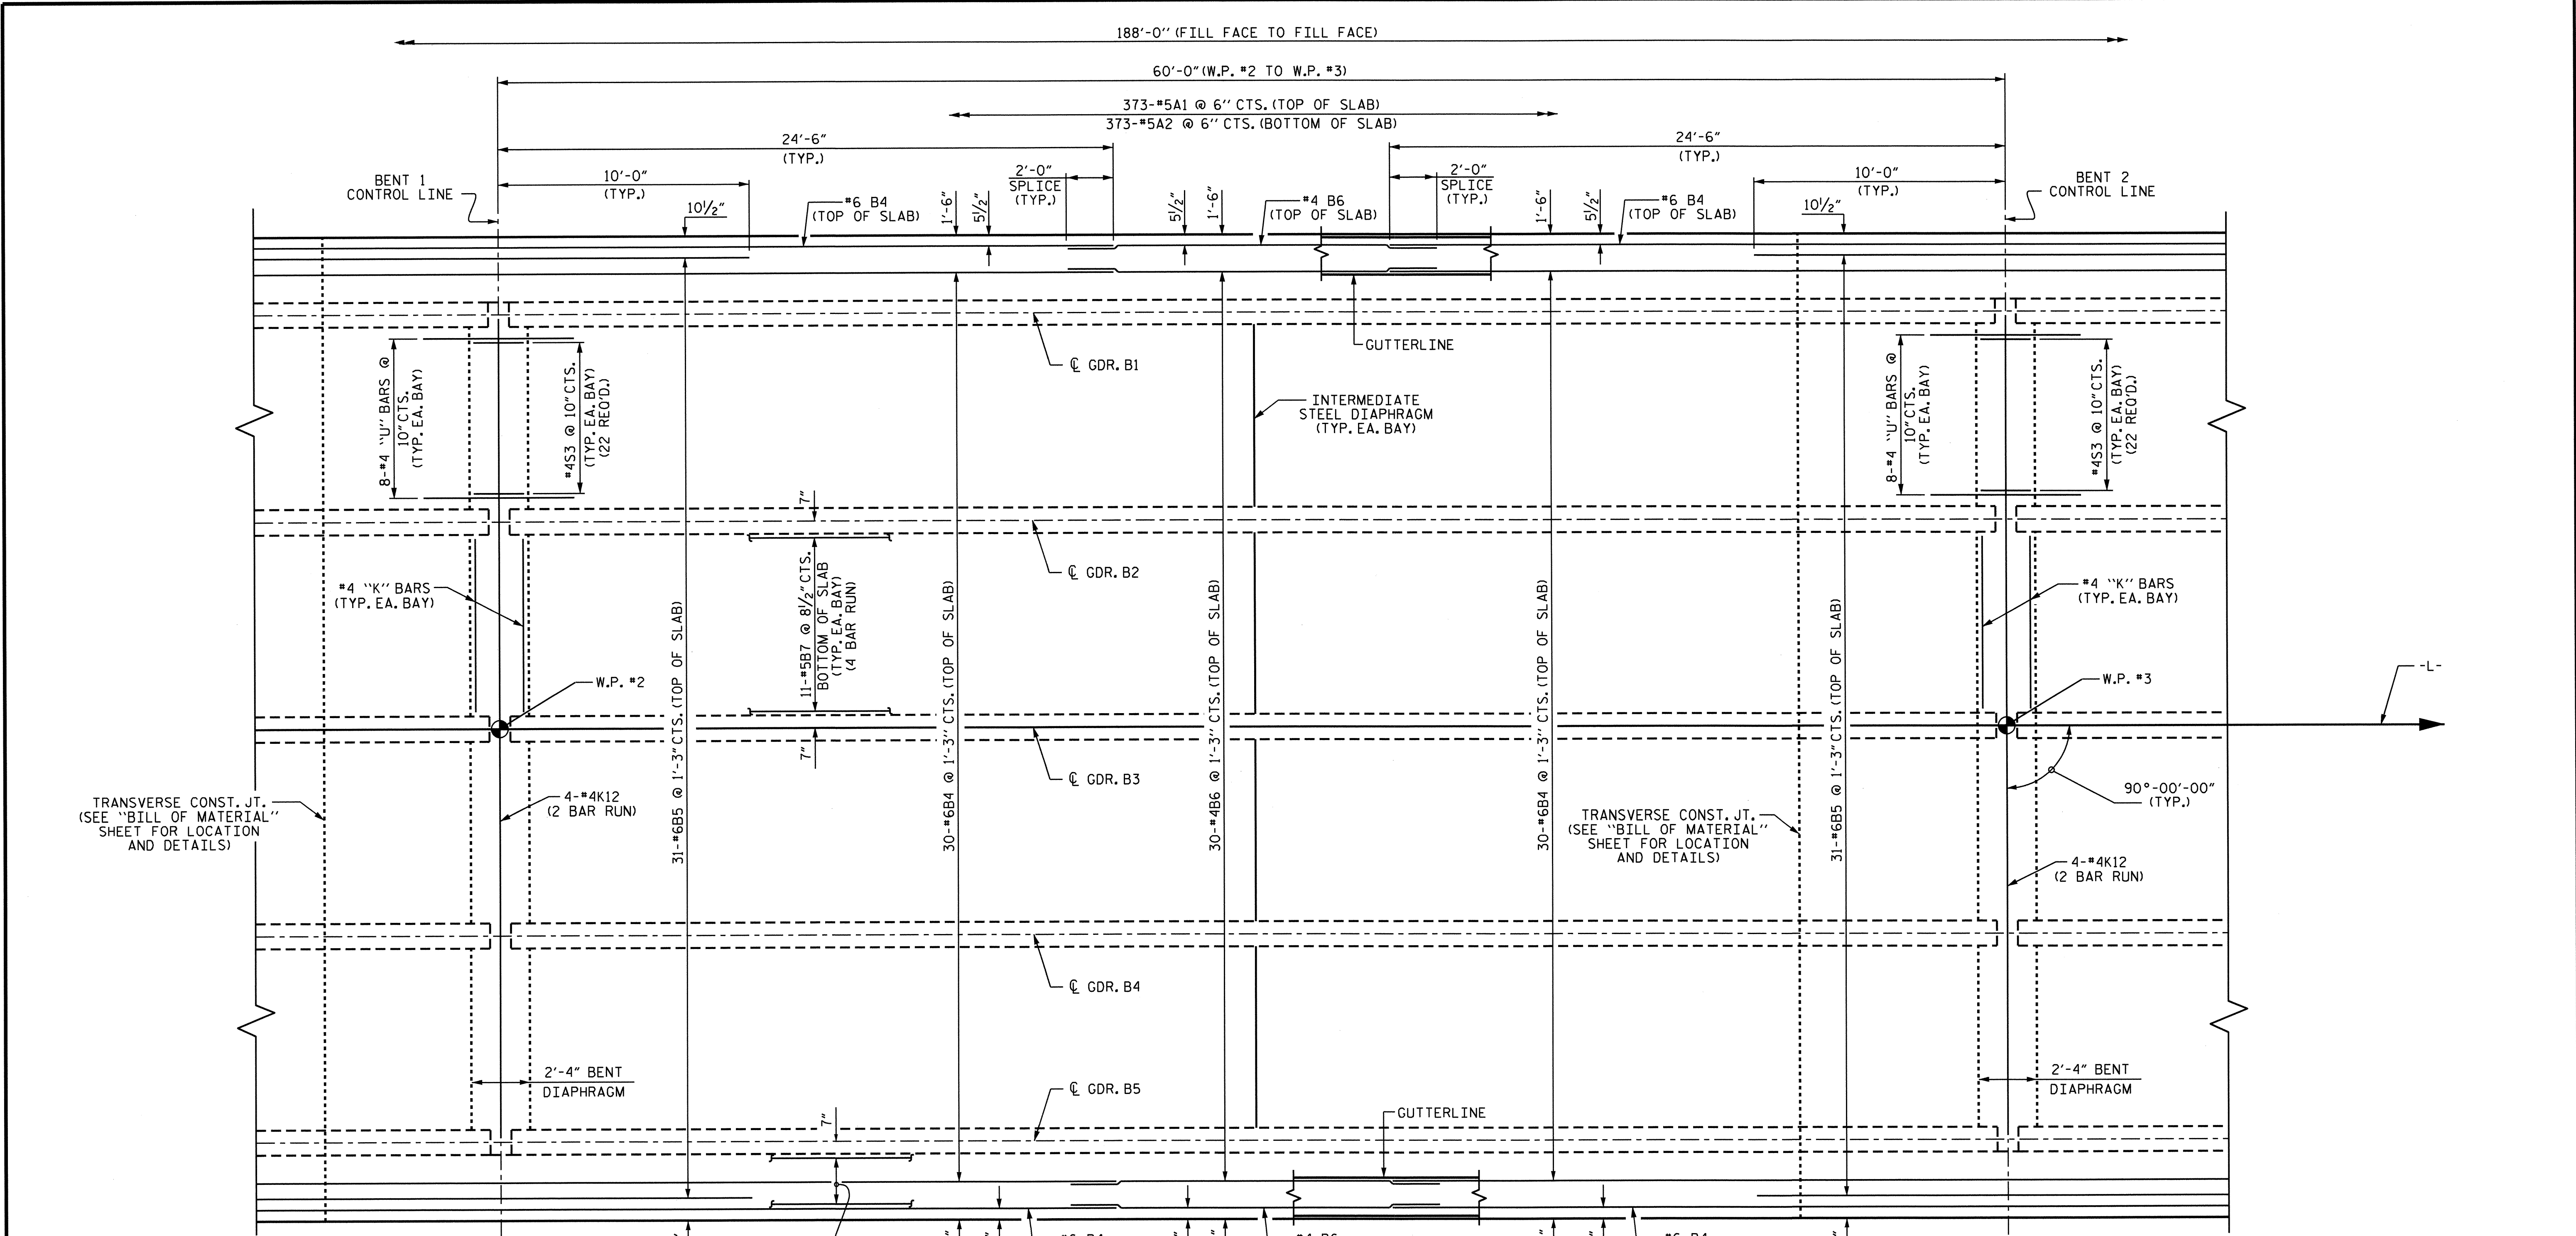 188'-0" (FILL FACE TO FILL FACE)
60'-0" (W.P. #2 TO W.P. #3)
373-#5A1 @ 6" CTS. (TOP OF SLAB)
373-#5A2 @ 6" CTS. (BOTTOM OF SLAB)
24'-6"
(TYP.)
24'-6"
(TYP.)
BENT 1
CONTROL LINE
10'-0"
(TYP.)
2'-0"
SPLICE
(TYP.)
2'-0"
SPLICE
(TYP.)
10'-0"
(TYP.)
BENT 2
CONTROL LINE
10½"
#6 B4
(TOP OF SLAB)
1'-6"
5½"
5½"
1'-6"
#4 B6
(TOP OF SLAB)
1'-6"
5½"
#6 B4
(TOP OF SLAB)
10½"
℄ GDR. B1
GUTTERLINE
8-#4 "U" BARS @
10" CTS.
(TYP. EA. BAY)
#4S3 @ 10" CTS.
(TYP. EA. BAY)
(22 REQ'D.)
INTERMEDIATE
STEEL DIAPHRAGM
(TYP. EA. BAY)
8-#4 "U" BARS @
10" CTS.
(TYP. EA. BAY)
#4S3 @ 10" CTS.
(TYP. EA. BAY)
(22 REQ'D.)
7"
#4 "K" BARS
(TYP. EA. BAY)
11-#5B7 @ 8½" CTS.
BOTTOM OF SLAB
(TYP. EA. BAY)
(4 BAR RUN)
℄ GDR. B2
#4 "K" BARS
(TYP. EA. BAY)
31-#6B5 @ 1'-3" CTS. (TOP OF SLAB)
30-#6B4 @ 1'-3" CTS. (TOP OF SLAB)
30-#4B6 @ 1'-3" CTS. (TOP OF SLAB)
30-#6B4 @ 1'-3" CTS. (TOP OF SLAB)
31-#6B5 @ 1'-3" CTS. (TOP OF SLAB)
W.P. #2
W.P. #3
-L-
7"
℄ GDR. B3
TRANSVERSE CONST. JT.
(SEE "BILL OF MATERIAL"
SHEET FOR LOCATION
AND DETAILS)
4-#4K12
(2 BAR RUN)
TRANSVERSE CONST. JT.
(SEE "BILL OF MATERIAL"
SHEET FOR LOCATION
AND DETAILS)
90°-00'-00"
(TYP.)
4-#4K12
(2 BAR RUN)
℄ GDR. B4
2'-4" BENT
DIAPHRAGM
℄ GDR. B5
2'-4" BENT
DIAPHRAGM
7"
GUTTERLINE